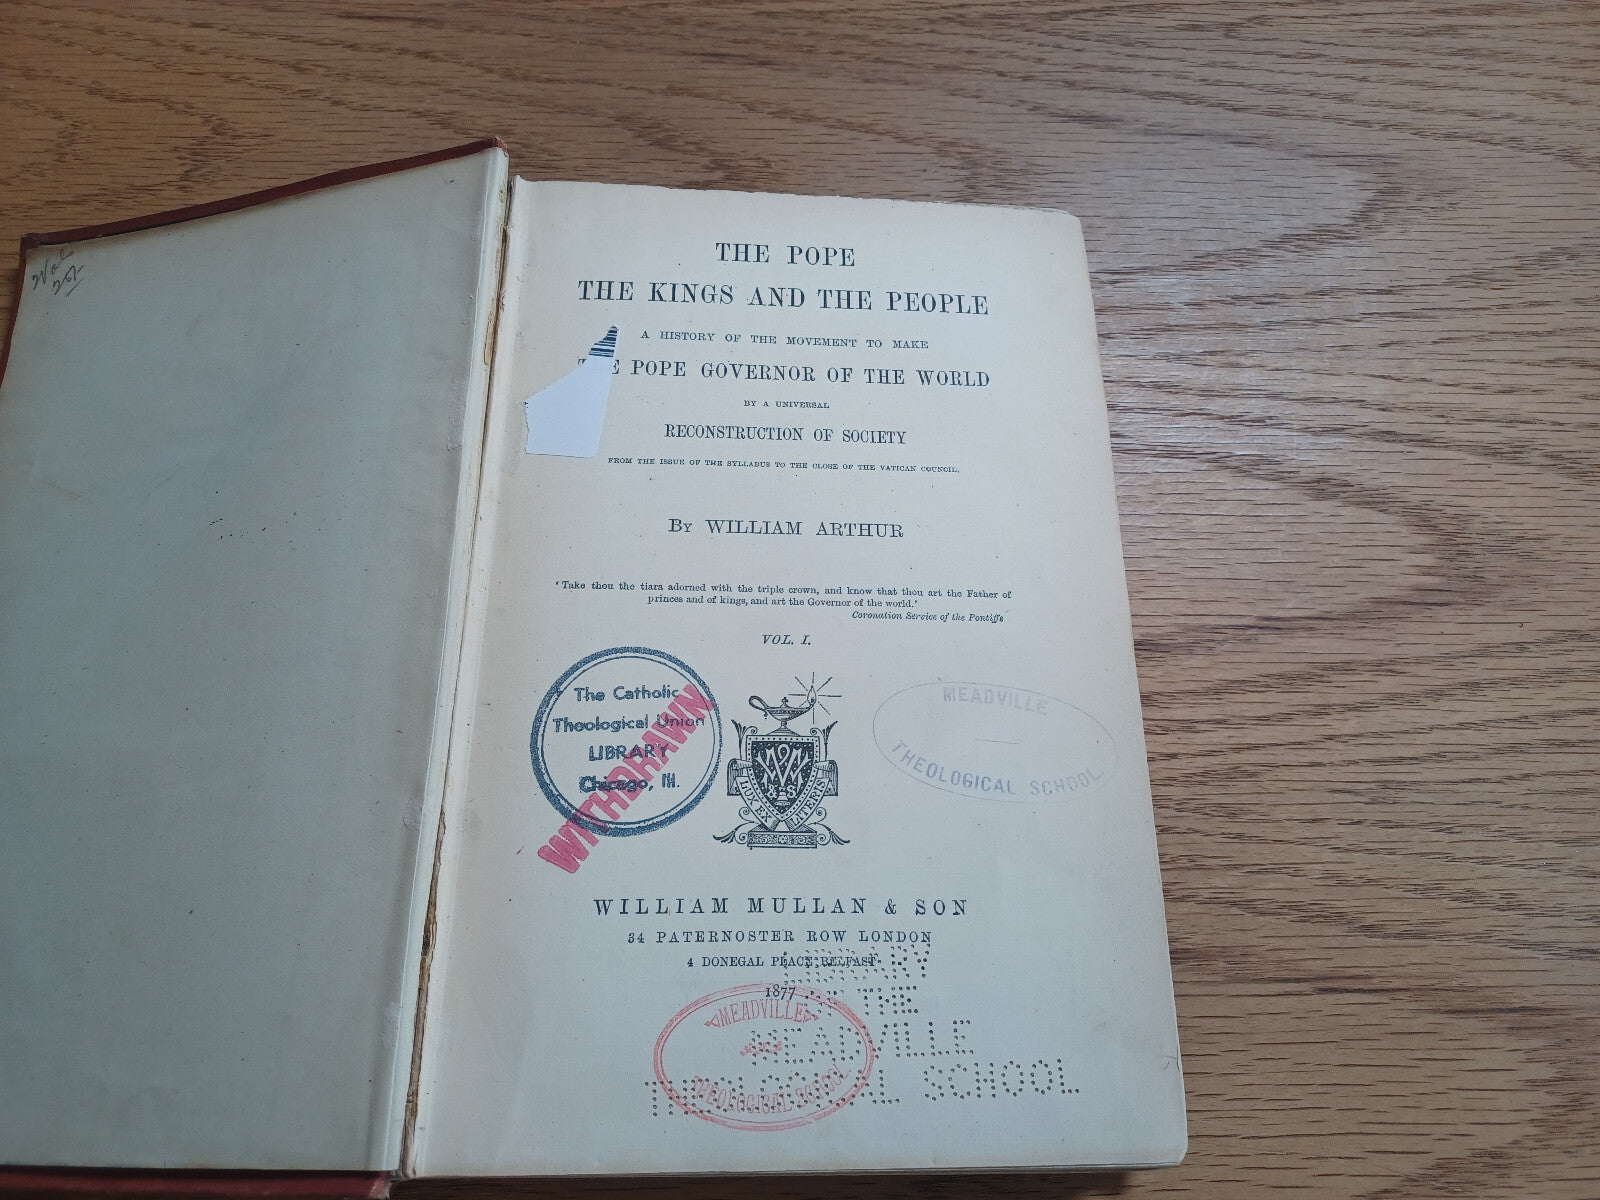 THE POPE
THE KINGS AND THE PEOPLE
A HISTORY OF THE MOVEMENT TO MAKE
THE POPE GOVERNOR OF THE WORLD
BY A UNIVERSAL
RECONSTRUCTION OF SOCIETY
FROM THE ISSUE OF THE SYLLABUS TO THE CLOSE OF THE VATICAN COUNCIL.
By WILLIAM ARTHUR
'Take thou the tiara adorned with the triple crown, and know that thou art the Father of
princes and of kings, and art the Governor of the world.'
Coronation Service of the Pontiffs
VOL. I.
The Catholic
Theological Union
LIBRARY
Chicago, Ill.
WITHDRAWN
LUX EX LITERIS
MEADVILLE
THEOLOGICAL SCHOOL.
WILLIAM MULLAN & SON
34 PATERNOSTER ROW LONDON
4 DONEGAL PLACE BELFAST
1877
MEADVILLE
THEOLOGICAL SCHOOL.
LIBRARY
THE
MEADVILLE
THEOLOGICAL SCHOOL